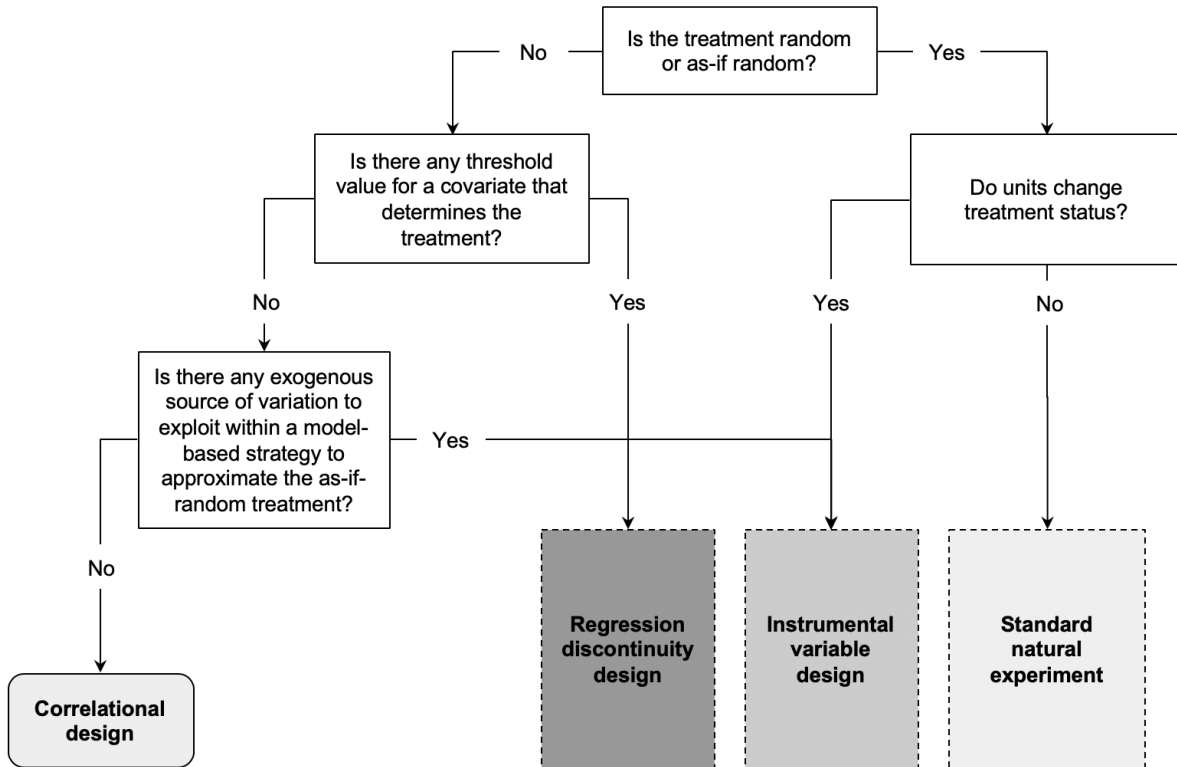 Is the treatment random
or as-if random?
No
Yes
Is there any threshold
value for a covariate that
determines the
treatment?
Do units change
treatment status?
No
Yes
Yes
No
Is there any exogenous
source of variation to
exploit within a model-
based strategy to
approximate the as-if-
random treatment?
Yes
No
Regression
discontinuity
design
Instrumental
variable
design
Standard
natural
experiment
Correlational
design